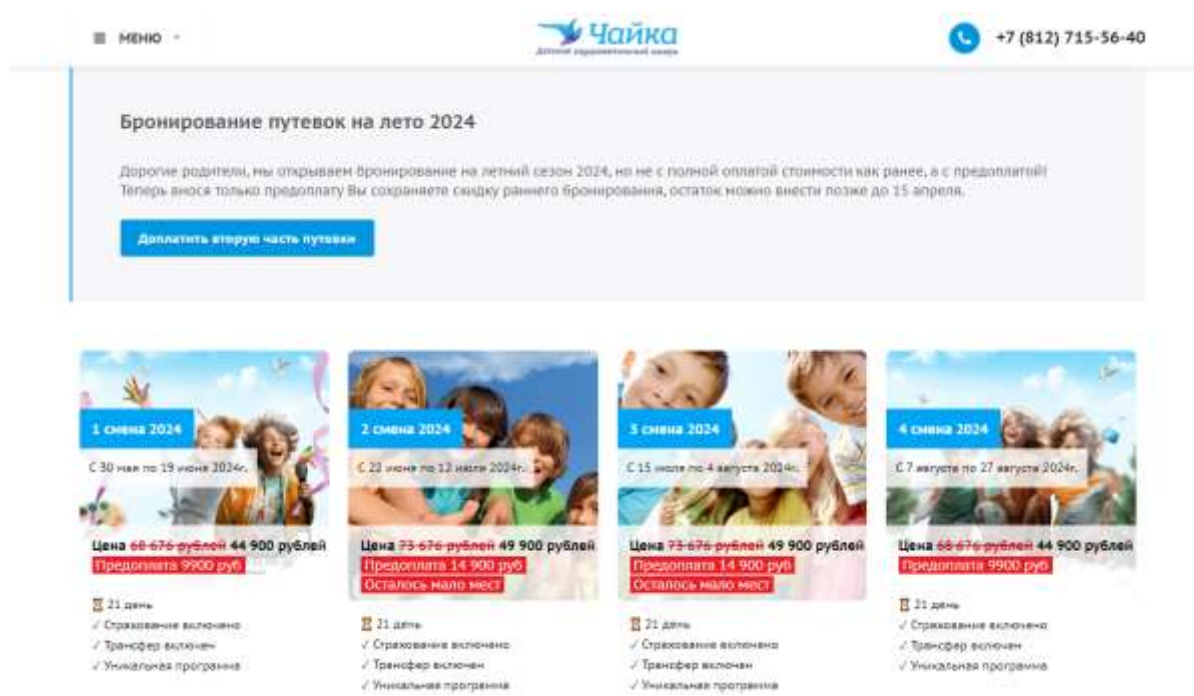 МЕНЮ
Чайка
Детский оздоровительный лагерь
+7 (812) 715-56-40
Бронирование путевок на лето 2024
Дорогие родители, мы открываем бронирование на летний сезон 2024, но не с полной оплатой стоимости как ранее, а с предоплатой!
Теперь внося только предоплату Вы сохраняете скидку раннего бронирования, остаток можно внести позже до 15 апреля.
Доплатить вторую часть путевки
1 смена 2024
С 30 мая по 19 июня 2024г.
Цена 68 676 рублей 44 900 рублей
Предоплата 9900 руб
21 день
✓ Страхование включено
✓ Трансфер включен
✓ Уникальная программа
2 смена 2024
С 22 июня по 12 июля 2024г.
Цена 73 676 рублей 49 900 рублей
Предоплата 14 900 руб
Осталось мало мест
21 день
✓ Страхование включено
✓ Трансфер включен
✓ Уникальная программа
3 смена 2024
С 15 июля по 4 августа 2024г.
Цена 73 676 рублей 49 900 рублей
Предоплата 14 900 руб
Осталось мало мест
21 день
✓ Страхование включено
✓ Трансфер включен
✓ Уникальная программа
4 смена 2024
С 7 августа по 27 августа 2024г.
Цена 68 676 рублей 44 900 рублей
Предоплата 9900 руб
21 день
✓ Страхование включено
✓ Трансфер включен
✓ Уникальная программа